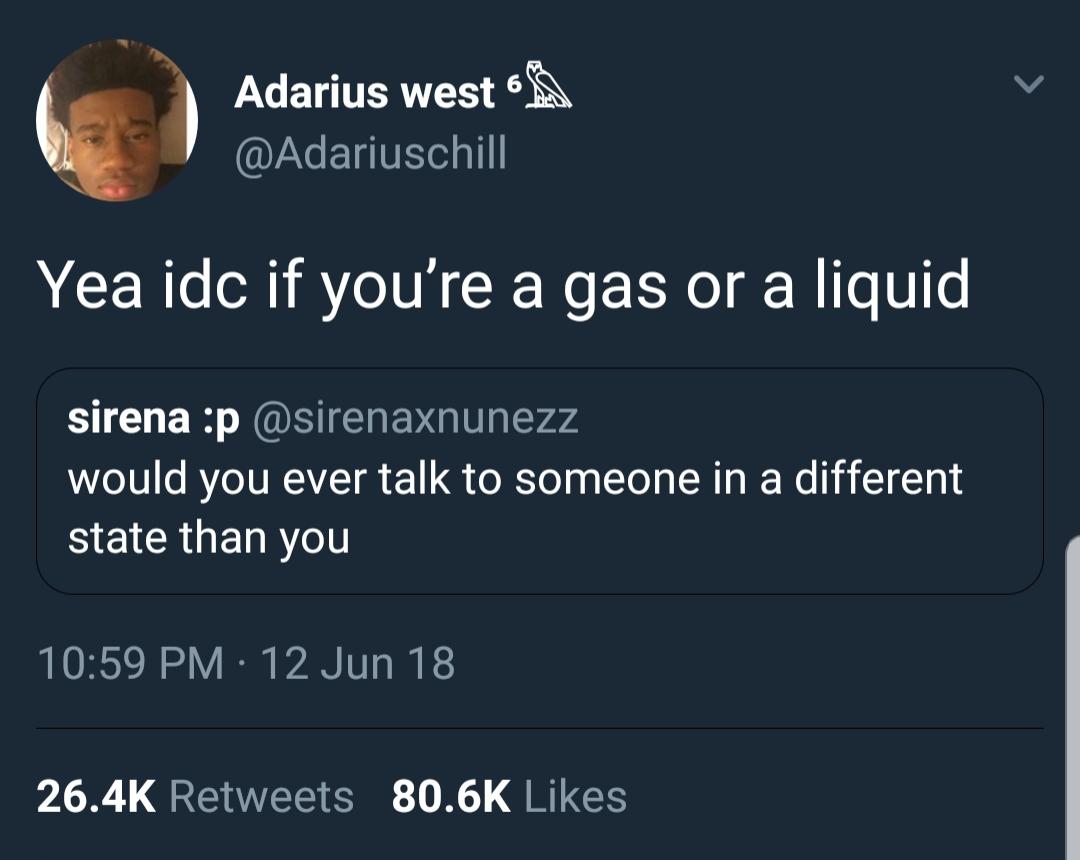 Adarius west ⁶𓅓
@Adariuschill
Yea idc if you’re a gas or a liquid
sirena :p @sirenaxnunezz
would you ever talk to someone in a different
state than you
10:59 PM · 12 Jun 18
26.4K Retweets 80.6K Likes